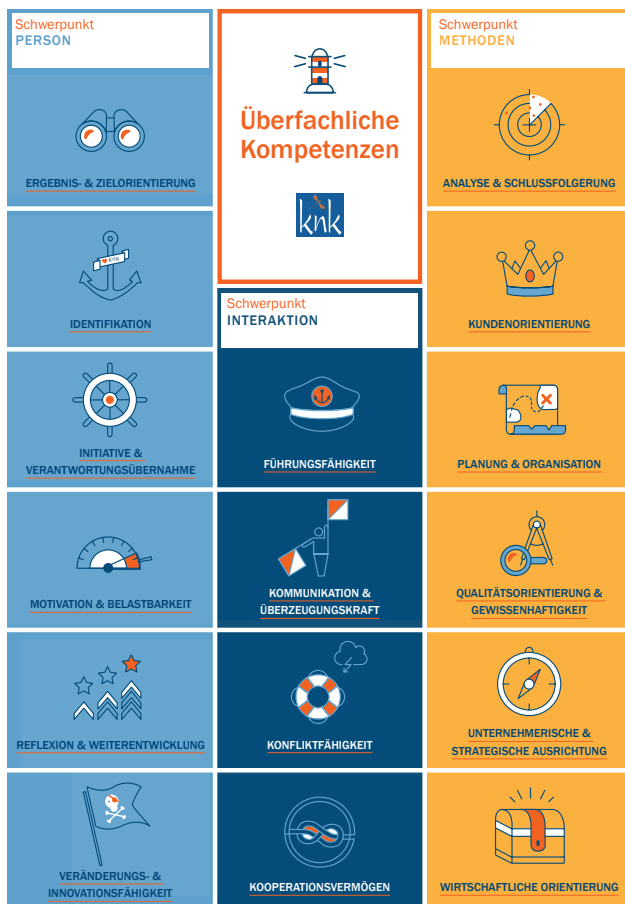 Schwerpunkt
PERSON
ERGEBNIS- & ZIELORIENTIERUNG
IDENTIFIKATION
INITIATIVE &
VERANTWORTUNGSÜBERNAHME
MOTIVATION & BELASTBARKEIT
REFLEXION & WEITERENTWICKLUNG
VERÄNDERUNGS- &
INNOVATIONSFÄHIGKEIT
Überfachliche
Kompetenzen
knk
Schwerpunkt
INTERAKTION
FÜHRUNGSFÄHIGKEIT
KOMMUNIKATION &
ÜBERZEUGUNGSKRAFT
KONFLIKTFÄHIGKEIT
KOOPERATIONSVERMÖGEN
Schwerpunkt
METHODEN
ANALYSE & SCHLUSSFOLGERUNG
KUNDENORIENTIERUNG
PLANUNG & ORGANISATION
QUALITÄTSORIENTIERUNG &
GEWISSENHAFTIGKEIT
UNTERNEHMERISCHE &
STRATEGISCHE AUSRICHTUNG
WIRTSCHAFTLICHE ORIENTIERUNG